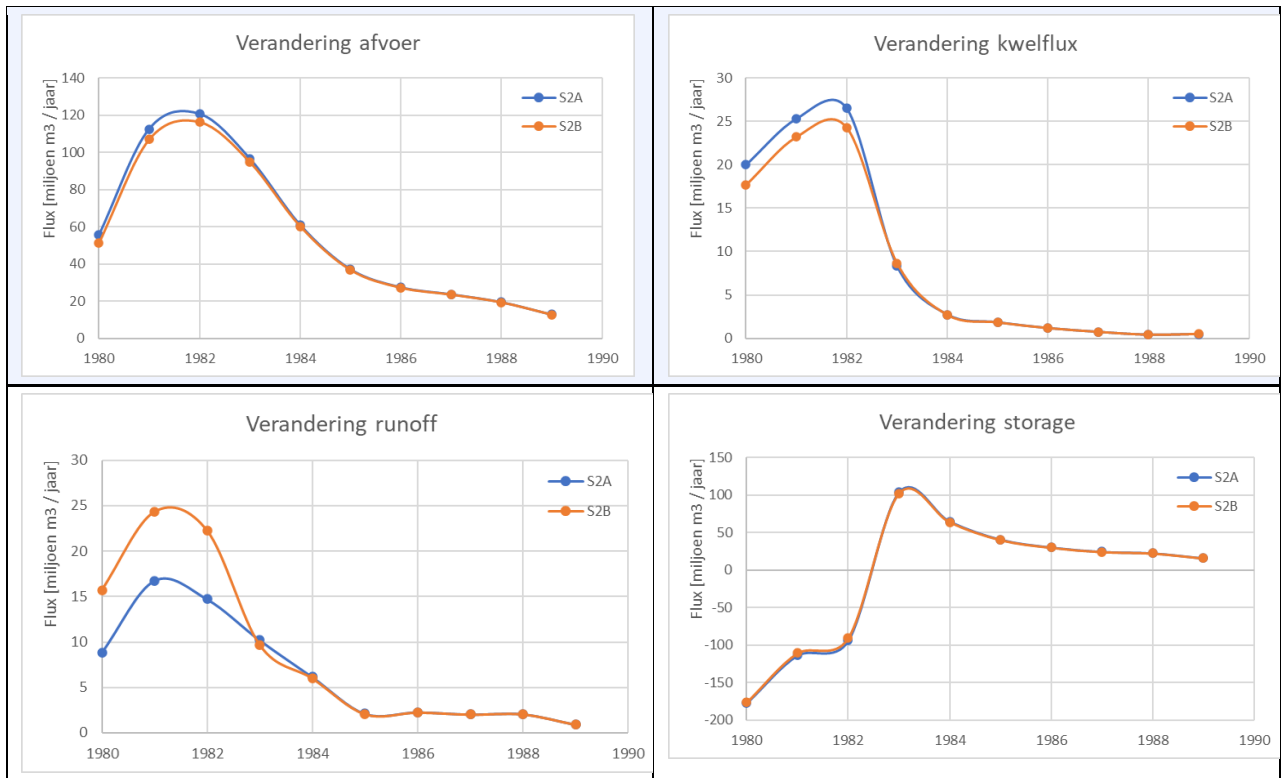 Verandering afvoer
Flux [miljoen m3 / jaar]
140
120
100
80
60
40
20
0
1980 1982 1984 1986 1988 1990
S2A
S2B
Verandering kwelflux
Flux [miljoen m3 / jaar]
30
25
20
15
10
5
0
1980 1982 1984 1986 1988 1990
S2A
S2B
Verandering runoff
Flux [miljoen m3 / jaar]
30
25
20
15
10
5
0
1980 1982 1984 1986 1988 1990
S2A
S2B
Verandering storage
Flux [miljoen m3 / jaar]
150
100
50
0
-50
-100
-150
-200
1980 1982 1984 1986 1988 1990
S2A
S2B